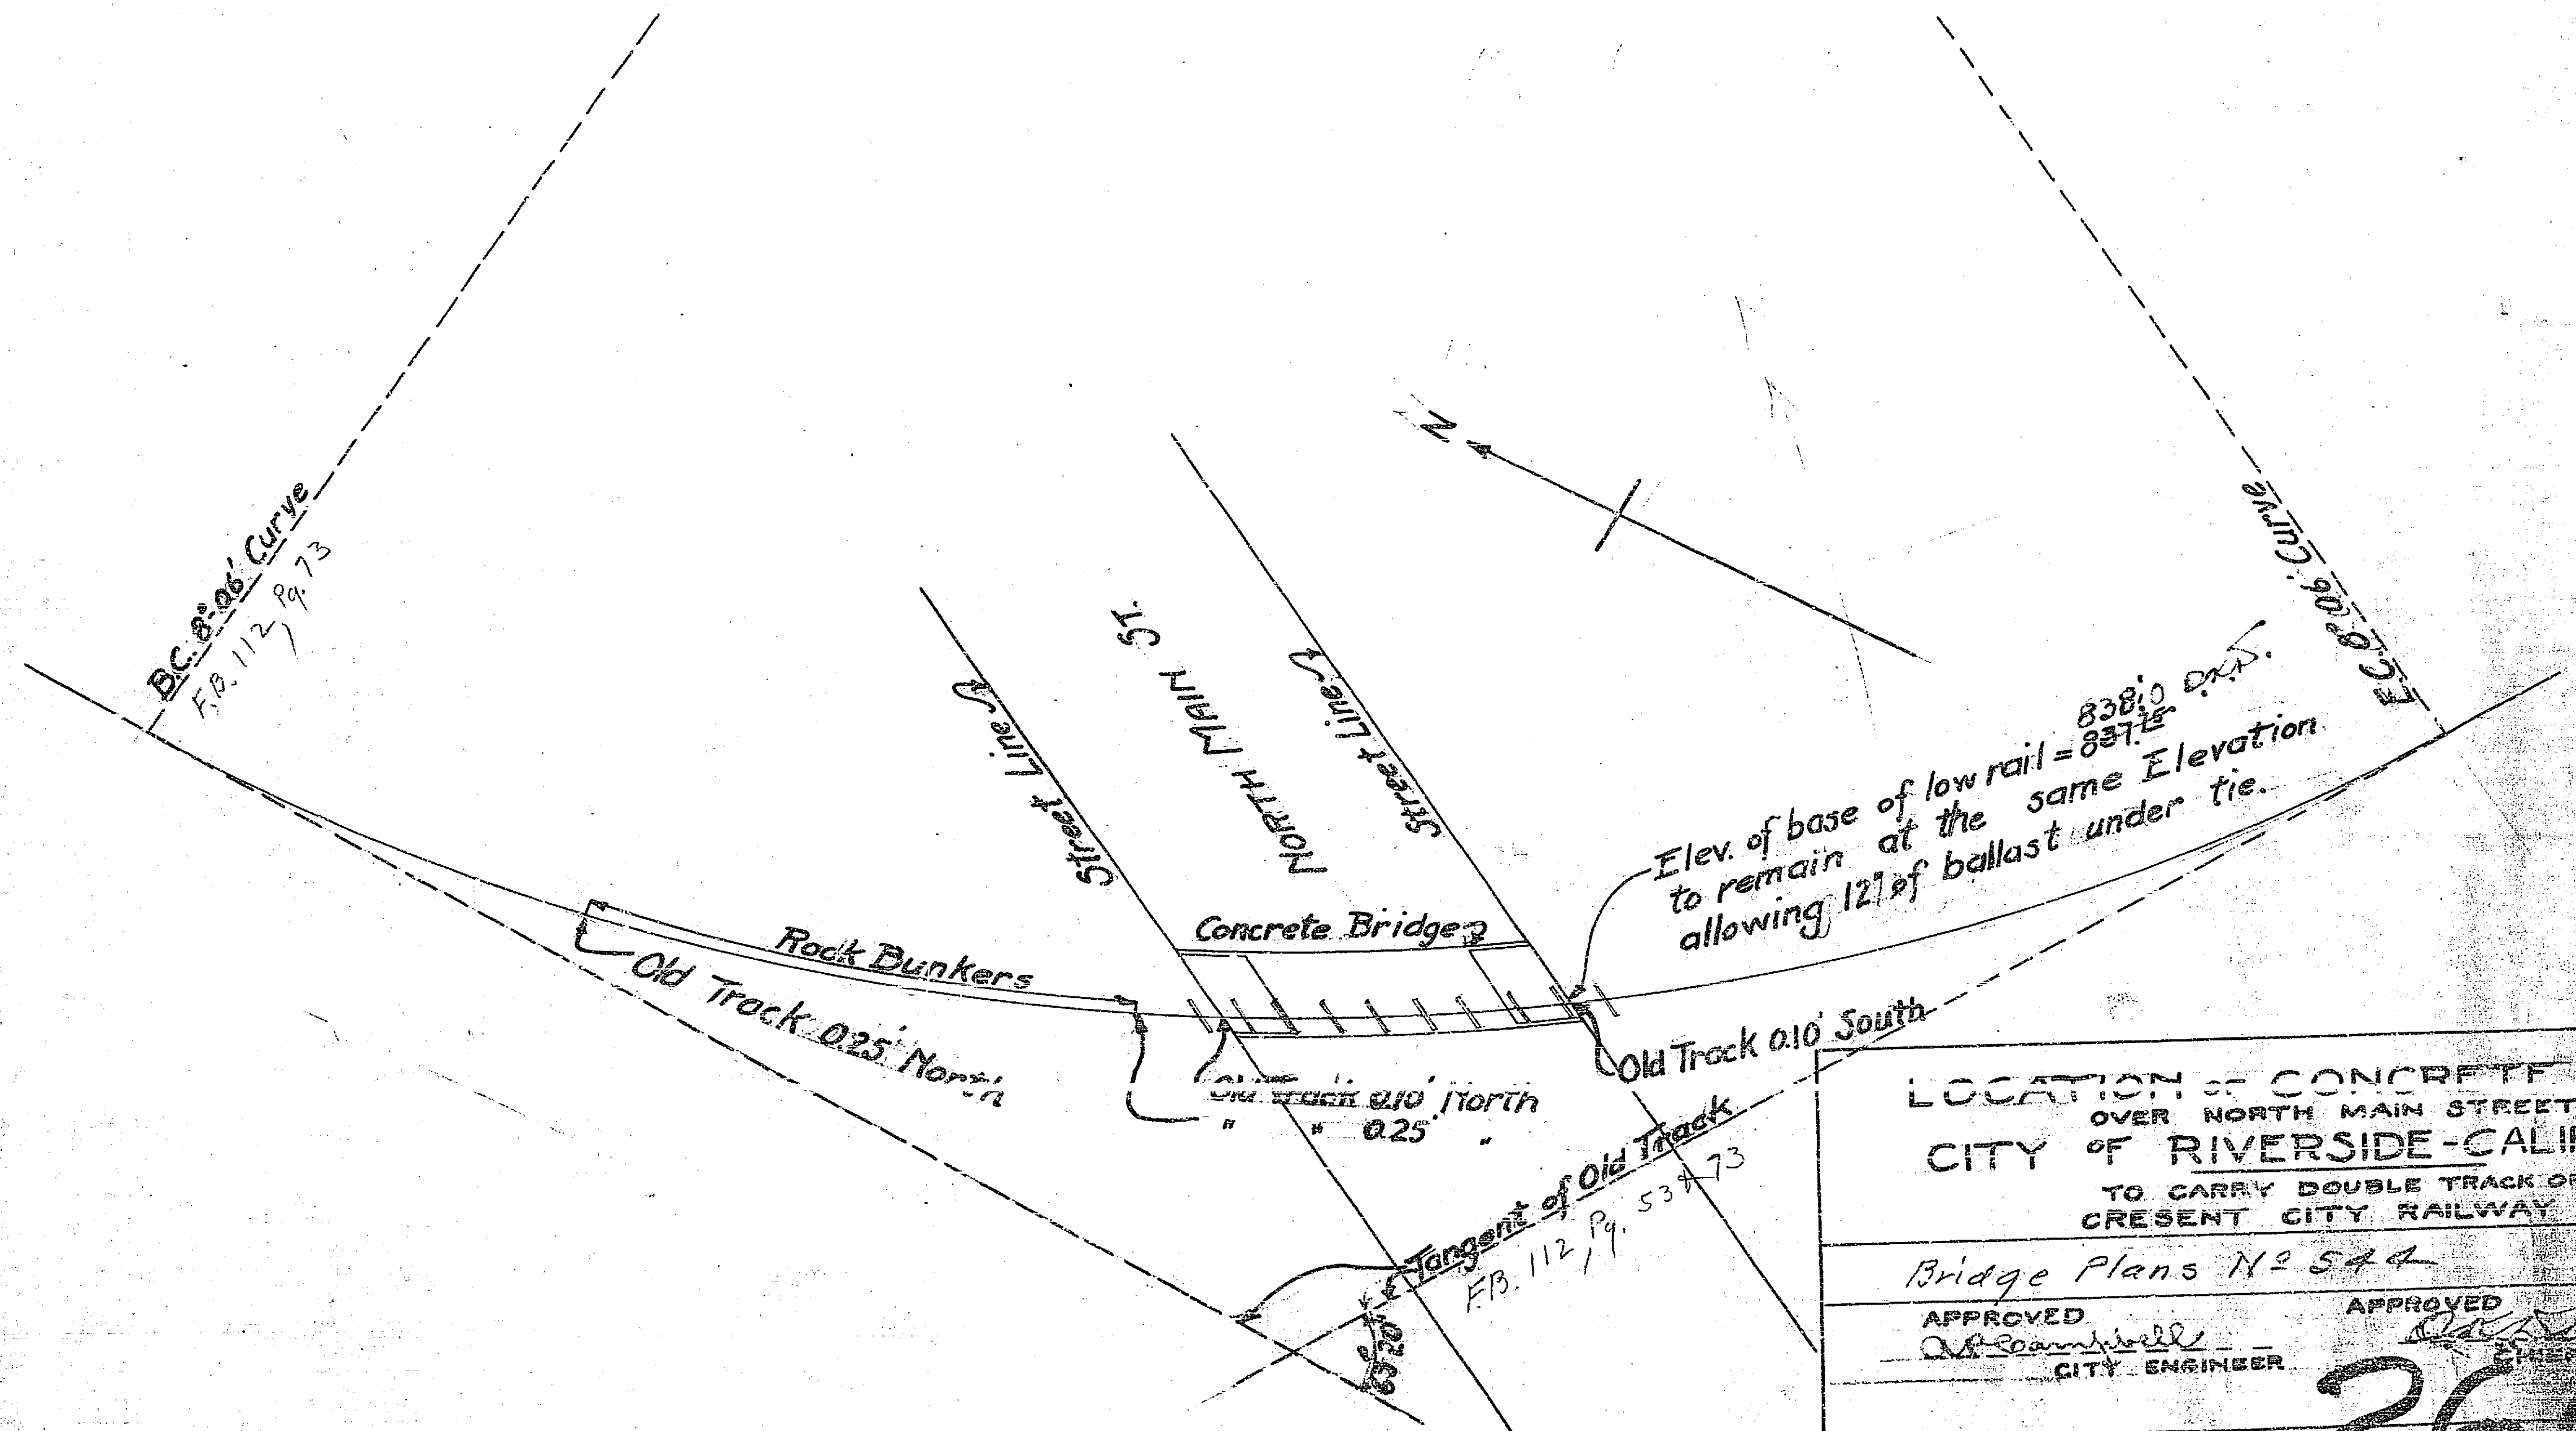 B.C. 8°-06' Curve
F.B. 112, Pg. 73
Street Line
NORTH MAIN ST.
Street Line
N
E.C. 8°06' Curve
838.0
Elev. of base of low rail = 837.75
to remain at the same Elevation
allowing 12" of ballast under tie.
Rock Bunkers
Concrete Bridge
Old Track 0.25' North
Old Track 0.10' North
" " 0.25' "
Old Track 0.10' South
Tangent of Old Track
F.B. 112, Pg. 53 & 73
63°20'
LOCATION OF CONCRETE
OVER NORTH MAIN STREET
CITY OF RIVERSIDE-CALIF
TO CARRY DOUBLE TRACK OF
CRESENT CITY RAILWAY
Bridge Plans Nº 544
APPROVED
CITY ENGINEER
APPROVED